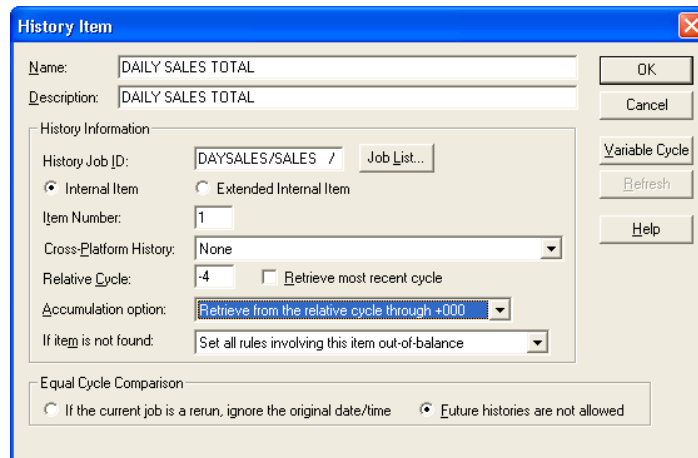 History Item
Name: DAILY SALES TOTAL
OK
Description: DAILY SALES TOTAL
Cancel
History Information
History Job ID: DAYSALES/SALES / Job List...
Variable Cycle
Internal Item Extended Internal Item
Refresh
Item Number: 1
Help
Cross-Platform History: None
Relative Cycle: -4 Retrieve most recent cycle
Accumulation option: Retrieve from the relative cycle through +000
If item is not found: Set all rules involving this item out-of-balance
Equal Cycle Comparison
If the current job is a rerun, ignore the original date/time Future histories are not allowed